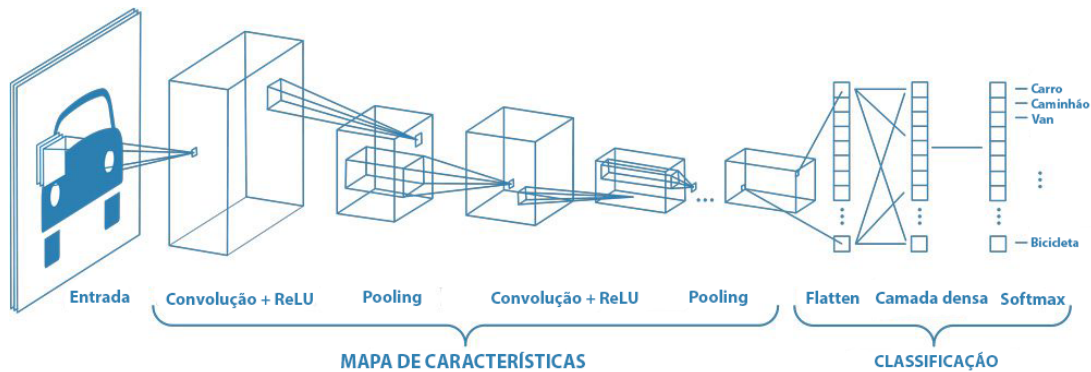 Carro
Caminhão
Van
Bicicleta
Entrada
Convolução + ReLU
Pooling
Convolução + ReLU
Pooling
Flatten
Camada densa
Softmax
MAPA DE CARACTERÍSTICAS
CLASSIFICAÇÃO